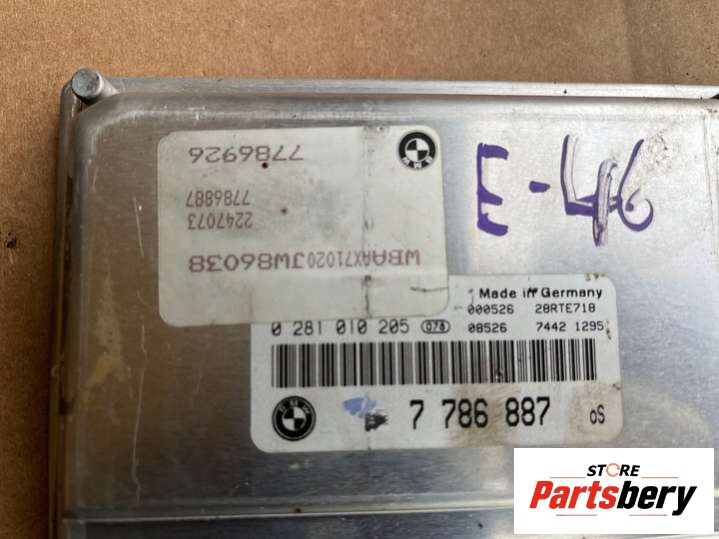 7786926
7786887
2247073
WBAAX71020JW86038
E-46
Made in Germany
000526 28RTE718
0 281 010 205 078 08526 7442 1295
7 786 887 oS
STORE
Partsbery